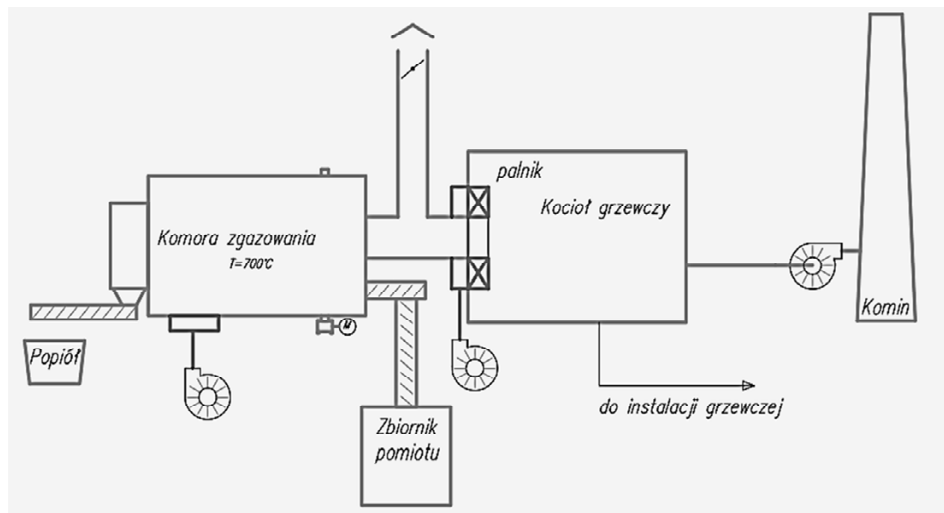 palnik
Kocioł grzewczy
Komora zgazowania
T=700°C
Komin
M
Popiół
do instalacji grzewczej
Zbiornik
pomiotu